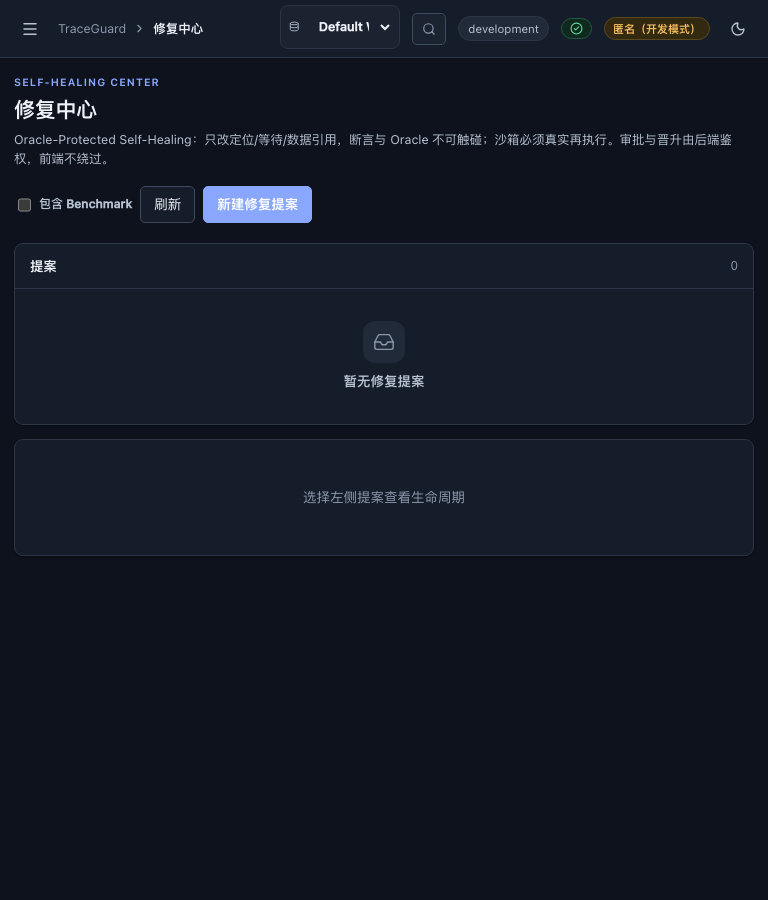 TraceGuard > 修复中心
Default
development
匿名（开发模式）
SELF-HEALING CENTER
修复中心
Oracle-Protected Self-Healing：只改定位/等待/数据引用，断言与 Oracle 不可触碰；沙箱必须真实再执行。审批与晋升由后端鉴
权，前端不绕过。
包含 Benchmark
刷新
新建修复提案
提案
0
暂无修复提案
选择左侧提案查看生命周期